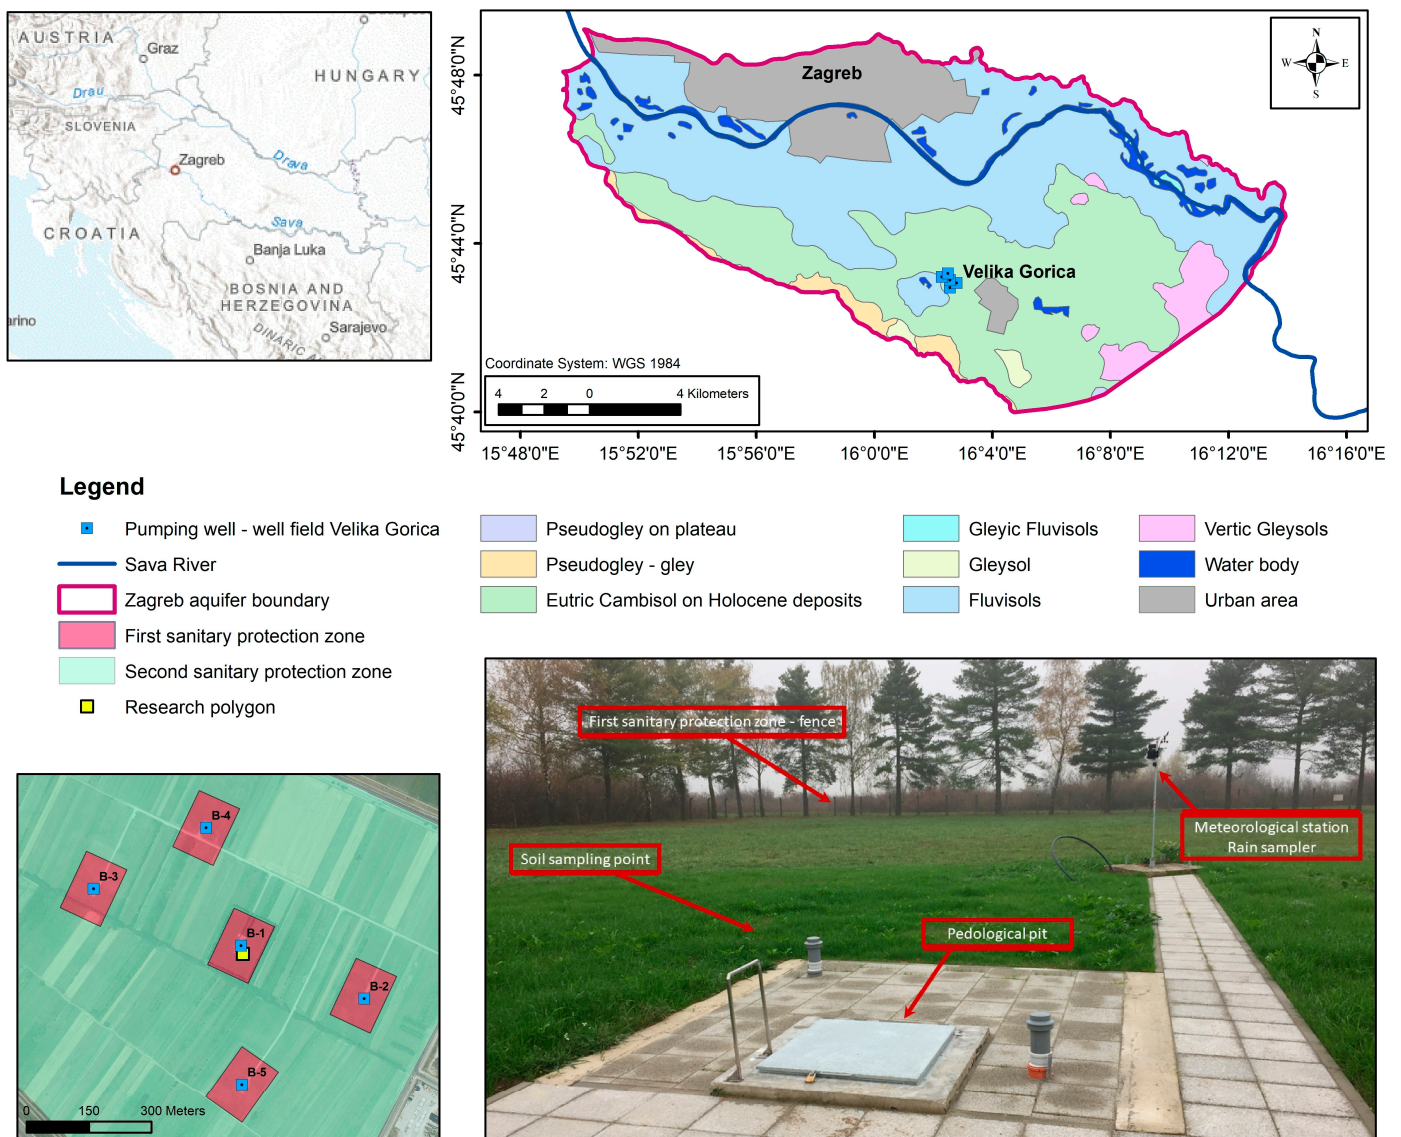 AUSTRIA
Graz
HUNGARY
Drau
SLOVENIA
Zagreb
Drava
Sava
CROATIA
Banja Luka
BOSNIA AND
HERZEGOVINA
Sarajevo
DINARIC
45°48'0"N
45°44'0"N
45°40'0"N
Zagreb
N
W E
S
Velika Gorica
Coordinate System: WGS 1984
4 2 0 4 Kilometers
15°48'0"E 15°52'0"E 15°56'0"E 16°0'0"E 16°4'0"E 16°8'0"E 16°12'0"E 16°16'0"E
Legend
Pumping well - well field Velika Gorica
Sava River
Zagreb aquifer boundary
First sanitary protection zone
Second sanitary protection zone
Research polygon
Pseudogley on plateau
Pseudogley - gley
Eutric Cambisol on Holocene deposits
Gleyic Fluvisols
Gleysol
Fluvisols
Vertic Gleysols
Water body
Urban area
B-4
B-3
B-1
B-2
B-5
0 150 300 Meters
First sanitary protection zone - fence
Meteorological station
Rain sampler
Soil sampling point
Pedological pit